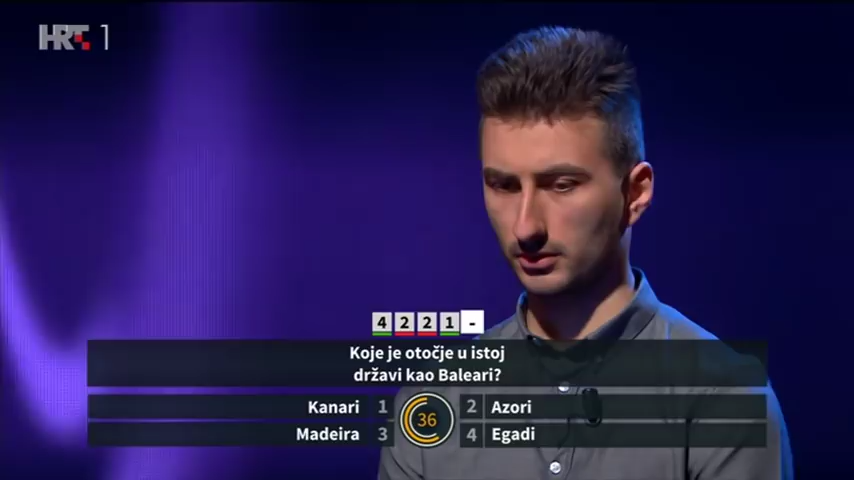 HRT 1
4 2 2 1 -
Koje je otočje u istoj
državi kao Baleari?
Kanari 1
2 Azori
36
Madeira 3
4 Egadi